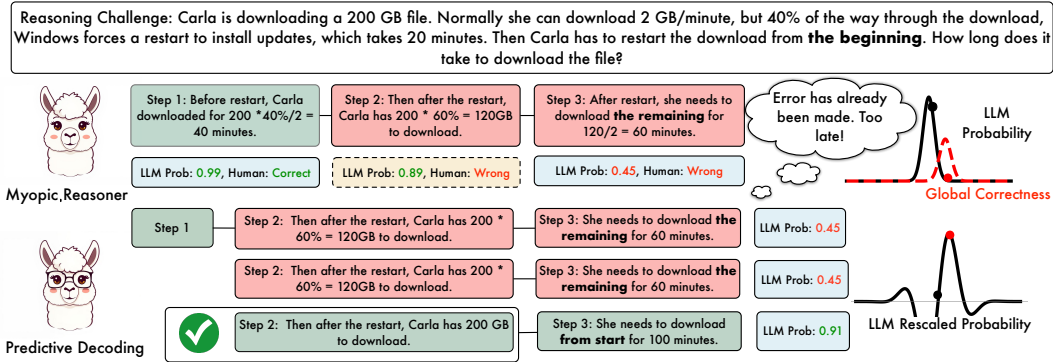 Reasoning Challenge: Carla is downloading a 200 GB file. Normally she can download 2 GB/minute, but 40% of the way through the download,
Windows forces a restart to install updates, which takes 20 minutes. Then Carla has to restart the download from the beginning. How long does it
take to download the file?
Step 1: Before restart, Carla
downloaded for 200 *40%/2 =
40 minutes.
Step 2: Then after the restart,
Carla has 200 * 60% = 120GB
to download.
Step 3: After restart, she needs to
download the remaining for
120/2 = 60 minutes.
Error has already
been made. Too
late!
LLM
Probability
LLM Prob: 0.99, Human: Correct
LLM Prob: 0.89, Human: Wrong
LLM Prob: 0.45, Human: Wrong
Myopic,Reasoner
Global Correctness
Step 1
Step 2: Then after the restart, Carla has 200 *
60% = 120GB to download.
Step 3: She needs to download the
remaining for 60 minutes.
LLM Prob: 0.45
Step 2: Then after the restart, Carla has 200 *
60% = 120GB to download.
Step 3: She needs to download the
remaining for 60 minutes.
LLM Prob: 0.45
Step 2: Then after the restart, Carla has 200 GB
to download.
Step 3: She needs to download
from start for 100 minutes.
LLM Prob: 0.91
LLM Rescaled Probability
Predictive Decoding